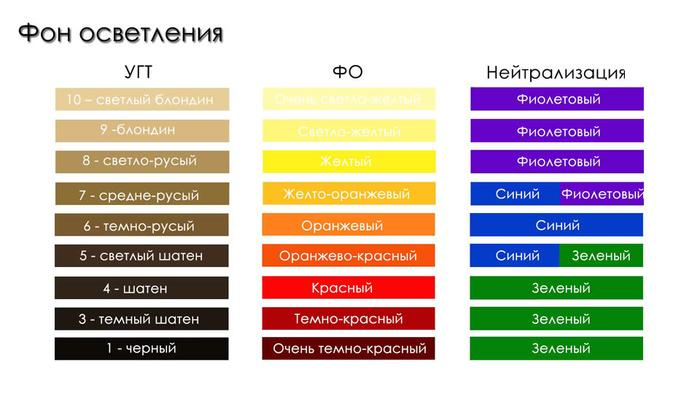 Фон осветления
УГТ ФО Нейтрализация
10 – светлый блондин Очень светло-желтый Фиолетовый
9 -блондин Светло-желтый Фиолетовый
8 - светло-русый Желтый Фиолетовый
7 - средне-русый Желто-оранжевый Синий Фиолетовый
6 - темно-русый Оранжевый Синий
5 - светлый шатен Оранжево-красный Синий Зеленый
4 - шатен Красный Зеленый
3 - темный шатен Темно-красный Зеленый
1 - черный Очень темно-красный Зеленый